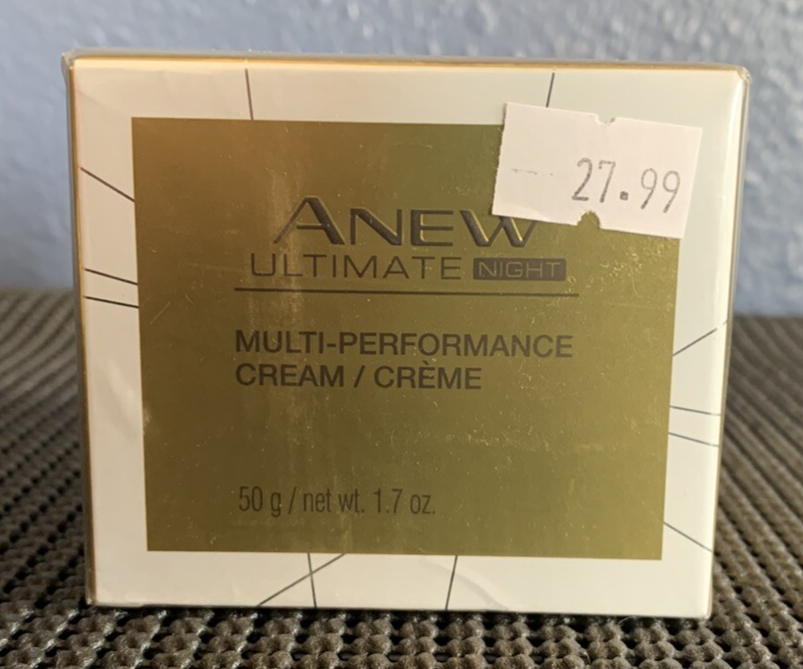 27.99
ANEW
ULTIMATE NIGHT
MULTI-PERFORMANCE
CREAM / CRÈME
50 g / net wt. 1.7 oz.